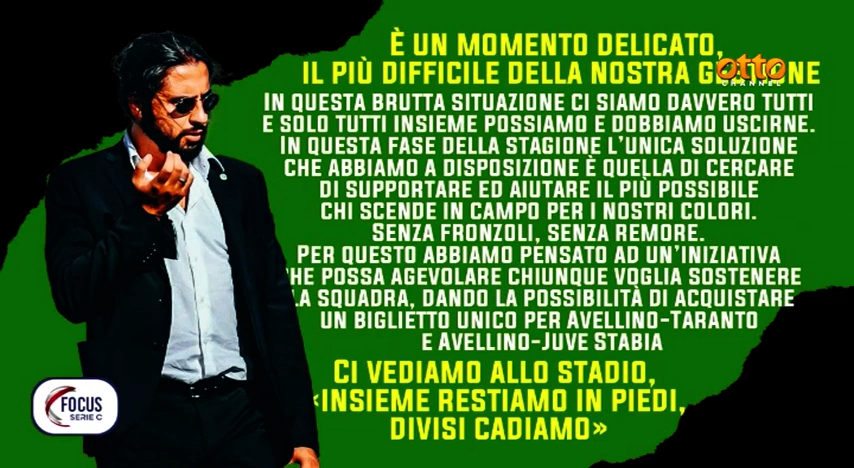 È UN MOMENTO DELICATO,
IL PIÙ DIFFICILE DELLA NOSTRA
otto
CHANNEL
IN QUESTA BRUTTA SITUAZIONE CI SIAMO DAVVERO TUTTI
E SOLO TUTTI INSIEME POSSIAMO E DOBBIAMO USCIRNE.
IN QUESTA FASE DELLA STAGIONE L'UNICA SOLUZIONE
CHE ABBIAMO A DISPOSIZIONE È QUELLA DI CERCARE
DI SUPPORTARE ED AIUTARE IL PIÙ POSSIBILE
CHI SCENDE IN CAMPO PER I NOSTRI COLORI.
SENZA FRONZOLI, SENZA REMORE.
PER QUESTO ABBIAMO PENSATO AD UN'INIZIATIVA
CHE POSSA AGEVOLARE CHIUNQUE VOGLIA SOSTENERE
LA SQUADRA, DANDO LA POSSIBILITÀ DI ACQUISTARE
UN BIGLIETTO UNICO PER AVELLINO-TARANTO
E AVELLINO-JUVE STABIA
CI VEDIAMO ALLO STADIO,
«INSIEME RESTIAMO IN PIEDI,
DIVISI CADIAMO»
FOCUS
SERIE C